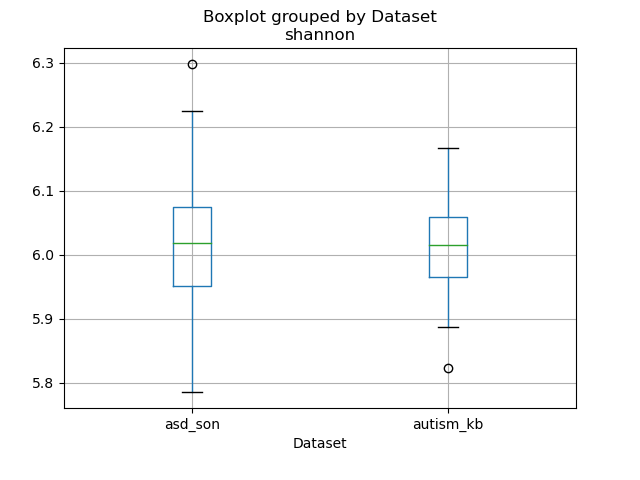 Boxplot grouped by Dataset
shannon
6.3
6.2
6.1
6.0
5.9
5.8
asd_son
autism_kb
Dataset